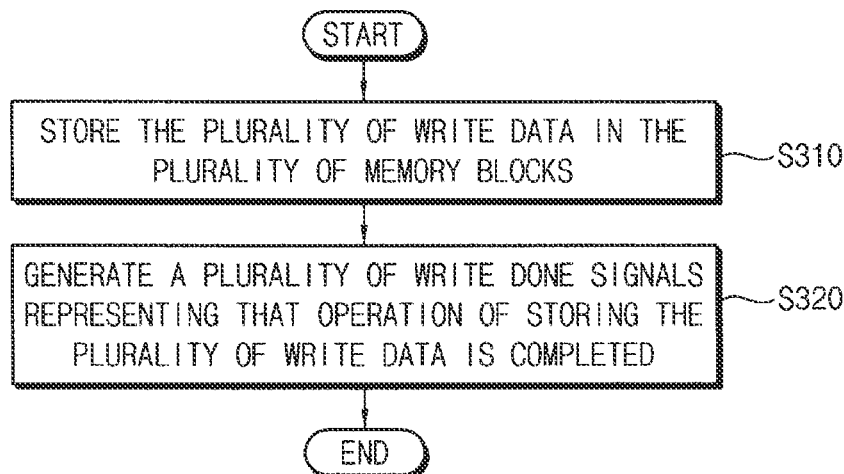 START
STORE THE PLURALITY OF WRITE DATA IN THE
PLURALITY OF MEMORY BLOCKS
S310
GENERATE A PLURALITY OF WRITE DONE SIGNALS
REPRESENTING THAT OPERATION OF STORING THE
PLURALITY OF WRITE DATA IS COMPLETED
S320
END